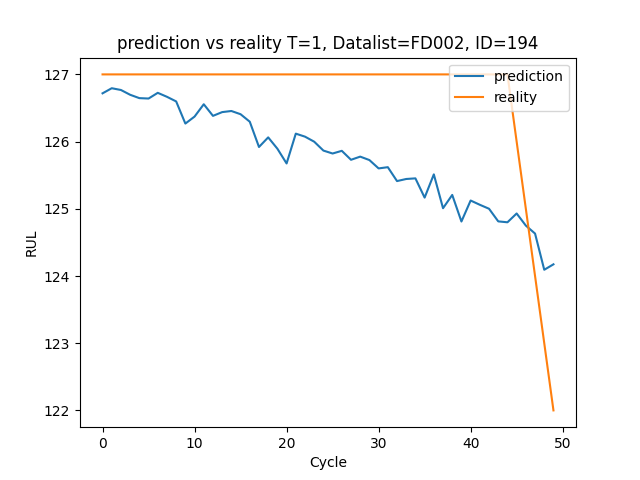 prediction vs reality T=1, Datalist=FD002, ID=194
prediction
reality
127
126
125
124
123
122
RUL
0 10 20 30 40 50
Cycle